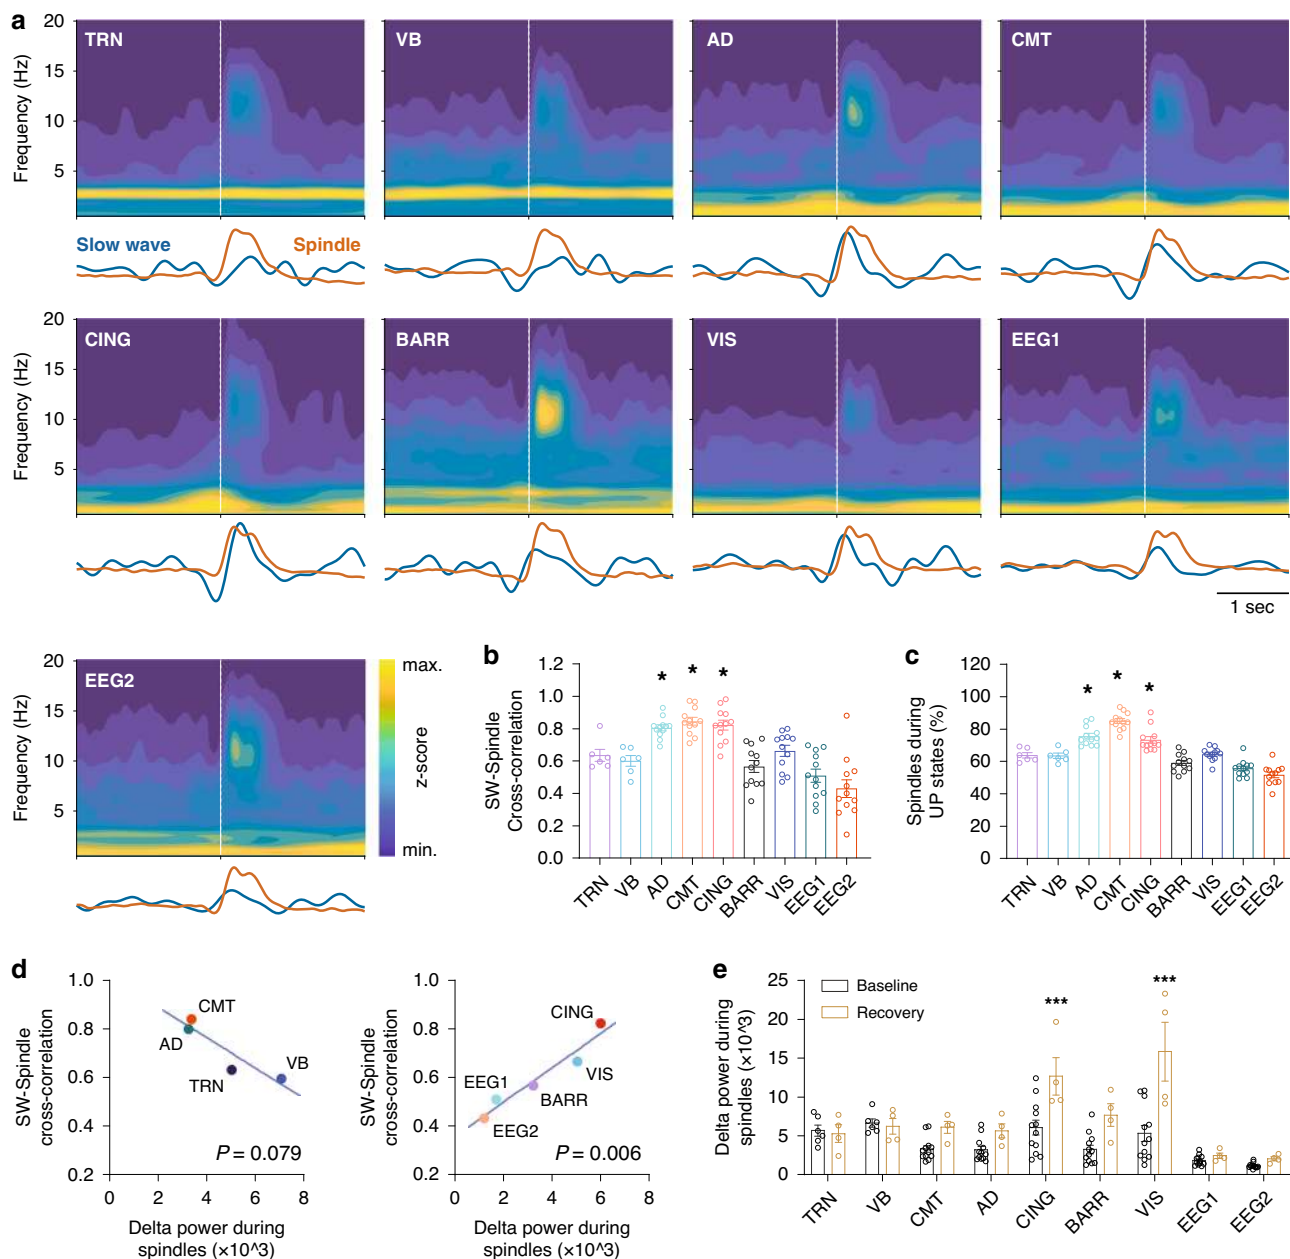 a
TRN
VB
AD
CMT
Frequency (Hz)
20
15
10
5
Slow wave
Spindle
CING
BARR
VIS
EEG1
Frequency (Hz)
20
15
10
5
1 sec
EEG2
Frequency (Hz)
20
15
10
5
max.
z-score
min.
b
SW-Spindle
Cross-correlation
1.2
1.0
0.8
0.6
0.4
0.2
0.0
* * *
TRN VB AD CMT CING BARR VIS EEG1 EEG2
c
Spindles during
UP states (%)
120
100
80
60
40
20
0
* * *
TRN VB AD CMT CING BARR VIS EEG1 EEG2
d
SW-Spindle
cross-correlation
1.0
0.8
0.6
0.4
0.2
CMT
AD
TRN
VB
P = 0.079
0 2 4 6 8
Delta power during
spindles (×10^3)
SW-Spindle
cross-correlation
1.0
0.8
0.6
0.4
0.2
CING
VIS
EEG1
BARR
EEG2
P = 0.006
0 2 4 6 8
Delta power during
spindles (×10^3)
e
Delta power during
spindles (×10^3)
25
20
15
10
5
0
Baseline
Recovery
*** ***
TRN VB CMT AD CING BARR VIS EEG1 EEG2